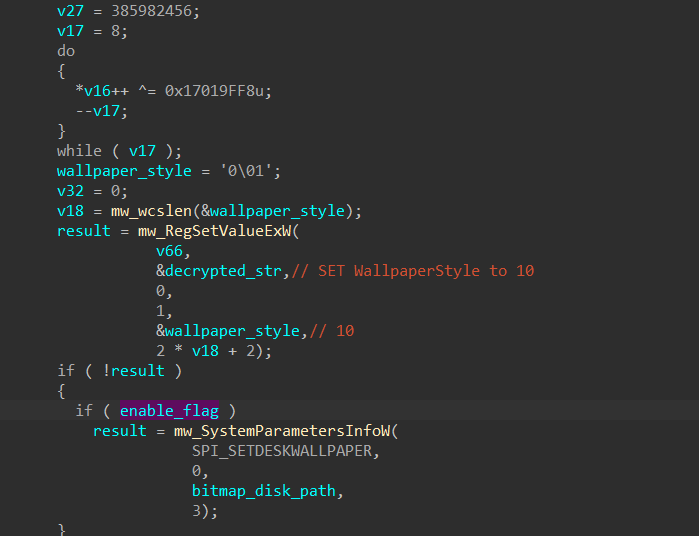 v27 = 385982456;
v17 = 8;
do
{
*v16++ ^= 0x17019FF8u;
--v17;
}
while ( v17 );
wallpaper_style = '0\01';
v32 = 0;
v18 = mw_wcslen(&wallpaper_style);
result = mw_RegSetValueExW(
v66,
&decrypted_str,// SET WallpaperStyle to 10
0,
1,
&wallpaper_style,// 10
2 * v18 + 2);
if ( !result )
{
if ( enable_flag )
result = mw_SystemParametersInfoW(
SPI_SETDESKWALLPAPER,
0,
bitmap_disk_path,
3);
}